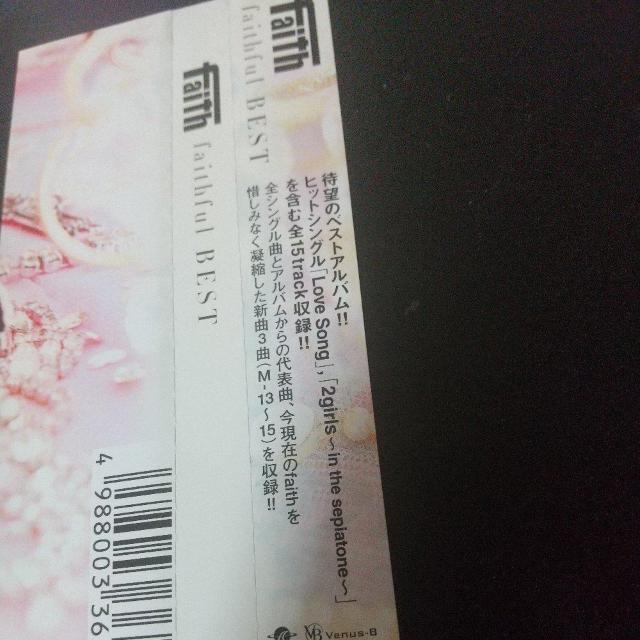 faith
faithful BEST
待望のベストアルバム!!
ヒットシングル「Love Song」,「2girls～in the sepiatone～」
を含む全15track収録!!
全シングル曲とアルバムからの代表曲、今現在のfaithを
惜しみなく凝縮した新曲3曲(M-13～15)を収録!!
Venus-B
faith faithful BEST
4 988003 36